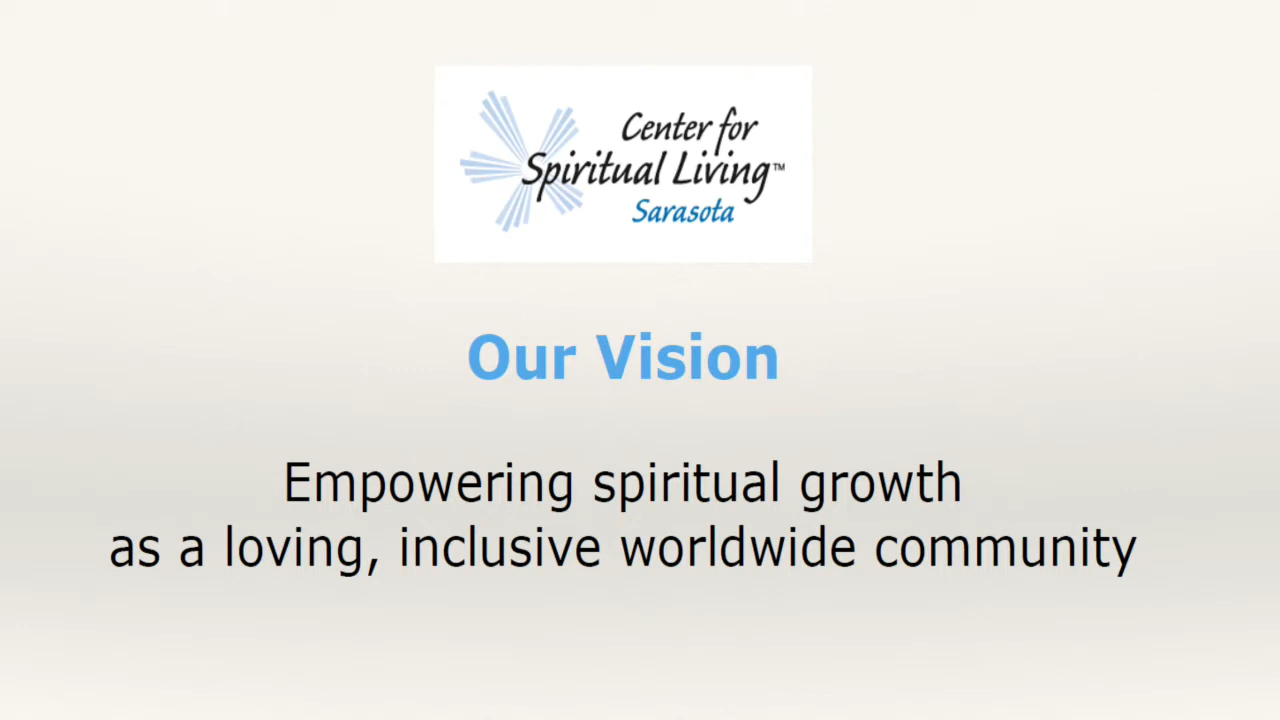 Center for
Spiritual Living™
Sarasota
Our Vision
Empowering spiritual growth
as a loving, inclusive worldwide community